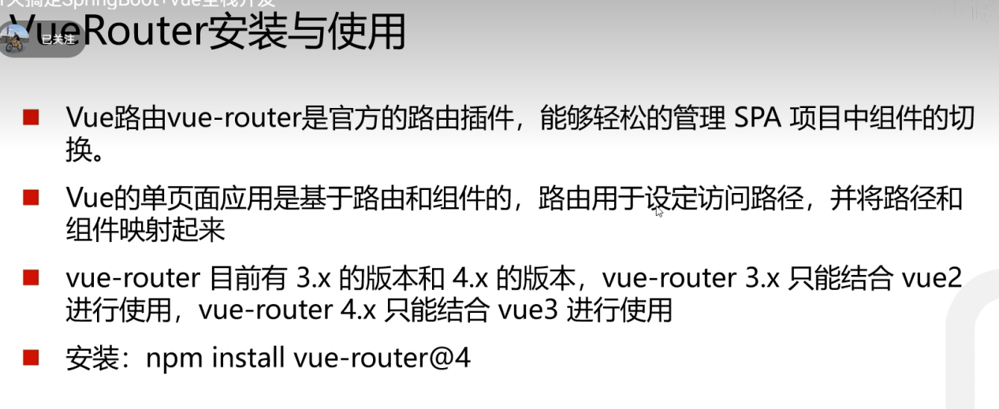 天搞定SpringBoot+Vue全栈开发
VueRouter安装与使用
已关注
Vue路由vue-router是官方的路由插件，能够轻松的管理 SPA 项目中组件的切
换。
Vue的单页面应用是基于路由和组件的，路由用于设定访问路径，并将路径和
组件映射起来
vue-router 目前有 3.x 的版本和 4.x 的版本，vue-router 3.x 只能结合 vue2
进行使用，vue-router 4.x 只能结合 vue3 进行使用
安装：npm install vue-router@4